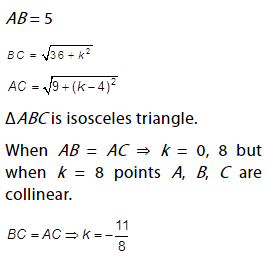 AB = 5
BC = √(36 + k²)
AC = √(9 + (k – 4)²)
ΔABC is isosceles triangle.
When AB = AC ⇒ k = 0, 8 but
when k = 8 points A, B, C are
collinear.
BC = AC ⇒ k = –11/8